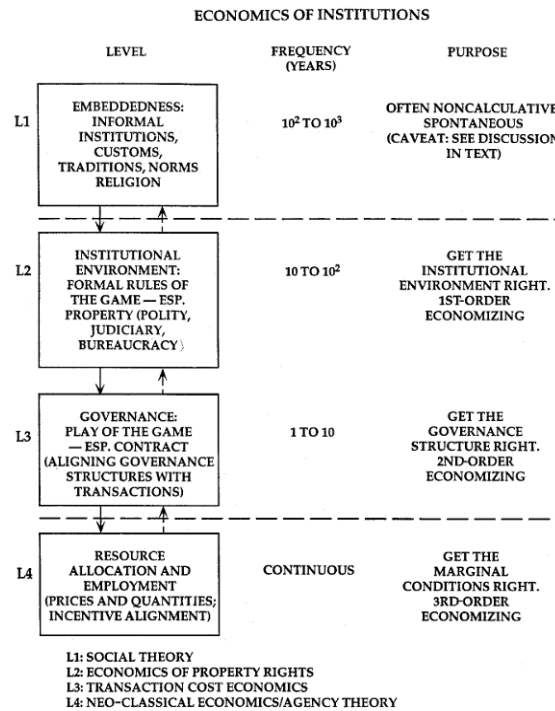 ECONOMICS OF INSTITUTIONS
LEVEL
FREQUENCY
(YEARS)
PURPOSE
L1
EMBEDDEDNESS:
INFORMAL
INSTITUTIONS,
CUSTOMS,
TRADITIONS, NORMS
RELIGION
10² TO 10³
OFTEN NONCALCULATIVE
SPONTANEOUS
(CAVEAT: SEE DISCUSSION
IN TEXT)
L2
INSTITUTIONAL
ENVIRONMENT:
FORMAL RULES OF
THE GAME — ESP.
PROPERTY (POLITY,
JUDICIARY,
BUREAUCRACY)
10 TO 10²
GET THE
INSTITUTIONAL
ENVIRONMENT RIGHT.
1ST-ORDER
ECONOMIZING
L3
GOVERNANCE:
PLAY OF THE GAME
— ESP. CONTRACT
(ALIGNING GOVERNANCE
STRUCTURES WITH
TRANSACTIONS)
1 TO 10
GET THE
GOVERNANCE
STRUCTURE RIGHT.
2ND-ORDER
ECONOMIZING
L4
RESOURCE
ALLOCATION AND
EMPLOYMENT
(PRICES AND QUANTITIES;
INCENTIVE ALIGNMENT)
CONTINUOUS
GET THE
MARGINAL
CONDITIONS RIGHT.
3RD-ORDER
ECONOMIZING
L1: SOCIAL THEORY
L2: ECONOMICS OF PROPERTY RIGHTS
L3: TRANSACTION COST ECONOMICS
L4: NEO-CLASSICAL ECONOMICS/AGENCY THEORY